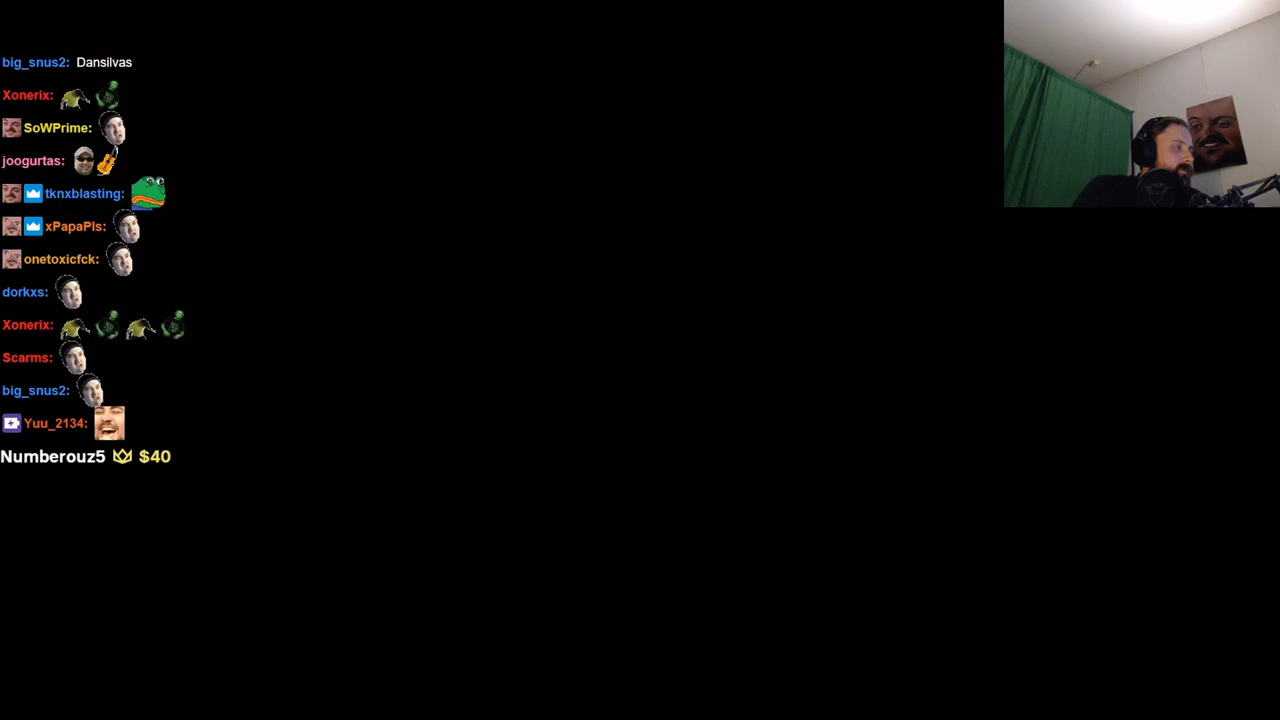 big_snus2: Dansilvas
Xonerix:
SoWPrime:
joogurtas:
tknxblasting:
xPapaPls:
onetoxicfck:
dorkxs:
Xonerix:
Scarms:
big_snus2:
Yuu_2134:
Numberouz5 $40